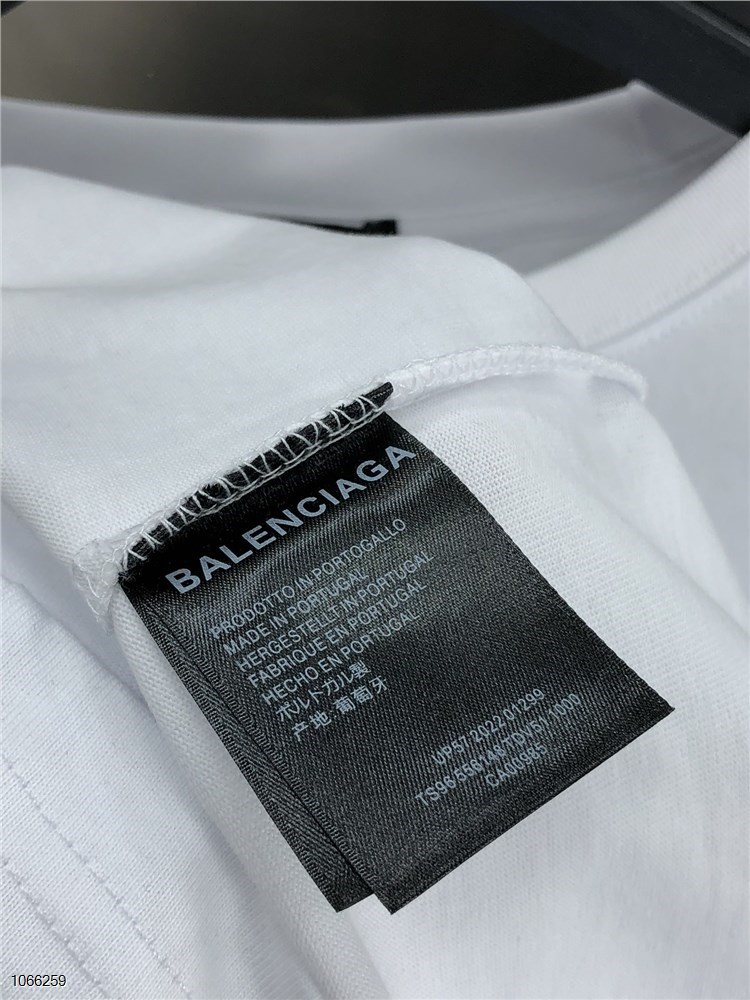 BALENCIAGA
PRODOTTO IN PORTOGALLO
MADE IN PORTUGAL
HERGESTELLT IN PORTUGAL
FABRIQUE EN PORTUGAL
HECHO EN PORTUGAL
ポルトガル製
产地:葡萄牙
UP57:2022.01299
TS96:556148/TDV51.1000
CA00985
1066259